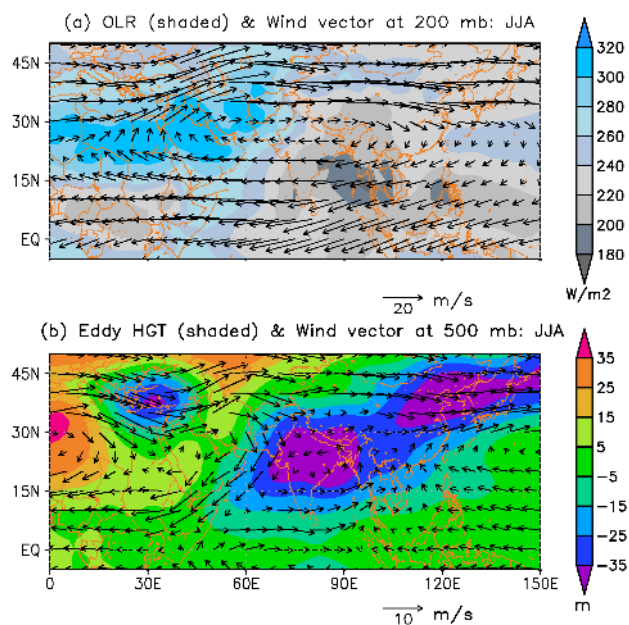 (a) OLR (shaded) & Wind vector at 200 mb: JJA
45N
30N
15N
EQ
320
300
280
260
240
220
200
180
W/m2
20 m/s
(b) Eddy HGT (shaded) & Wind vector at 500 mb: JJA
45N
30N
15N
EQ
0 30E 60E 90E 120E 150E
35
25
15
5
-5
-15
-25
-35
m
10 m/s